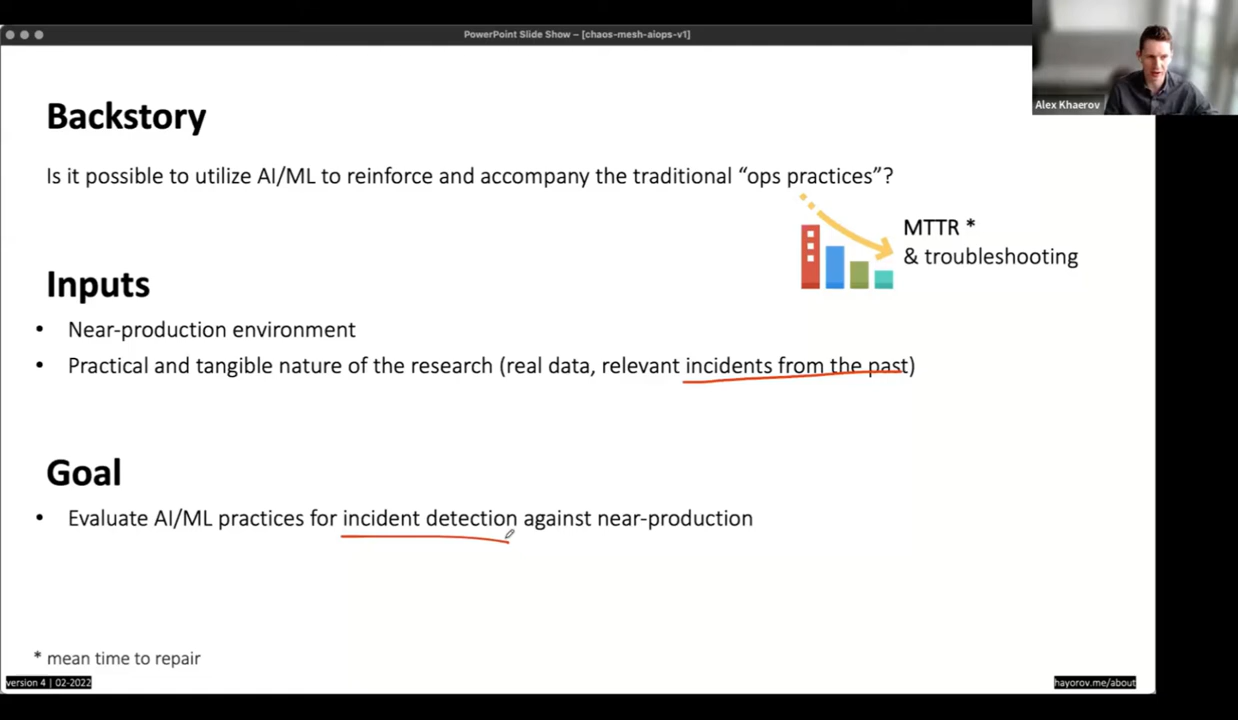 PowerPoint Slide Show – [chaos-mesh-aiops-v1]
Alex Khaerov
Backstory
Is it possible to utilize AI/ML to reinforce and accompany the traditional “ops practices”?
MTTR *
& troubleshooting
Inputs
• Near-production environment
• Practical and tangible nature of the research (real data, relevant incidents from the past)
Goal
• Evaluate AI/ML practices for incident detection against near-production
* mean time to repair
version 4 | 02-2022
hayorov.me/about